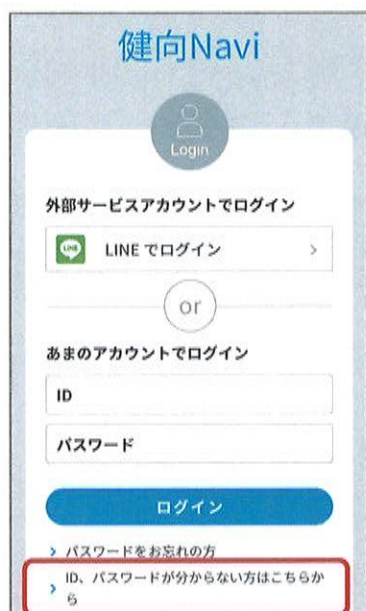 健向Navi
Login
外部サービスアカウントでログイン
LINE
LINE でログイン
or
あまのアカウントでログイン
ID
パスワード
ログイン
パスワードをお忘れの方
ID、パスワードが分からない方はこちらか
ら